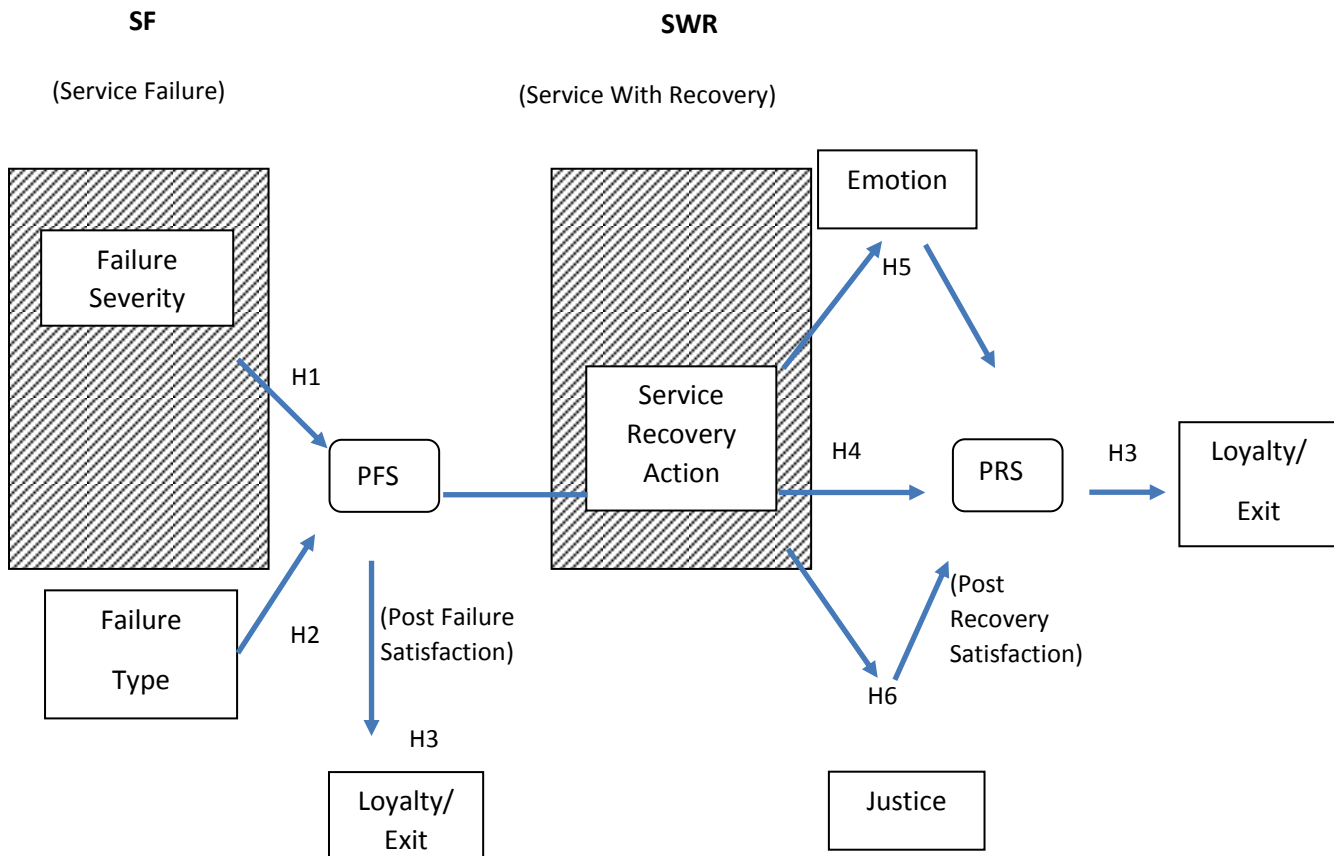 SF
SWR
(Service Failure)
(Service With Recovery)
Emotion
Failure
Severity
H5
H1
Service
Recovery
Action
PFS
H4
PRS
H3
Loyalty/
Exit
Failure
Type
H2
(Post Failure
Satisfaction)
(Post
Recovery
Satisfaction)
H6
H3
Loyalty/
Exit
Justice